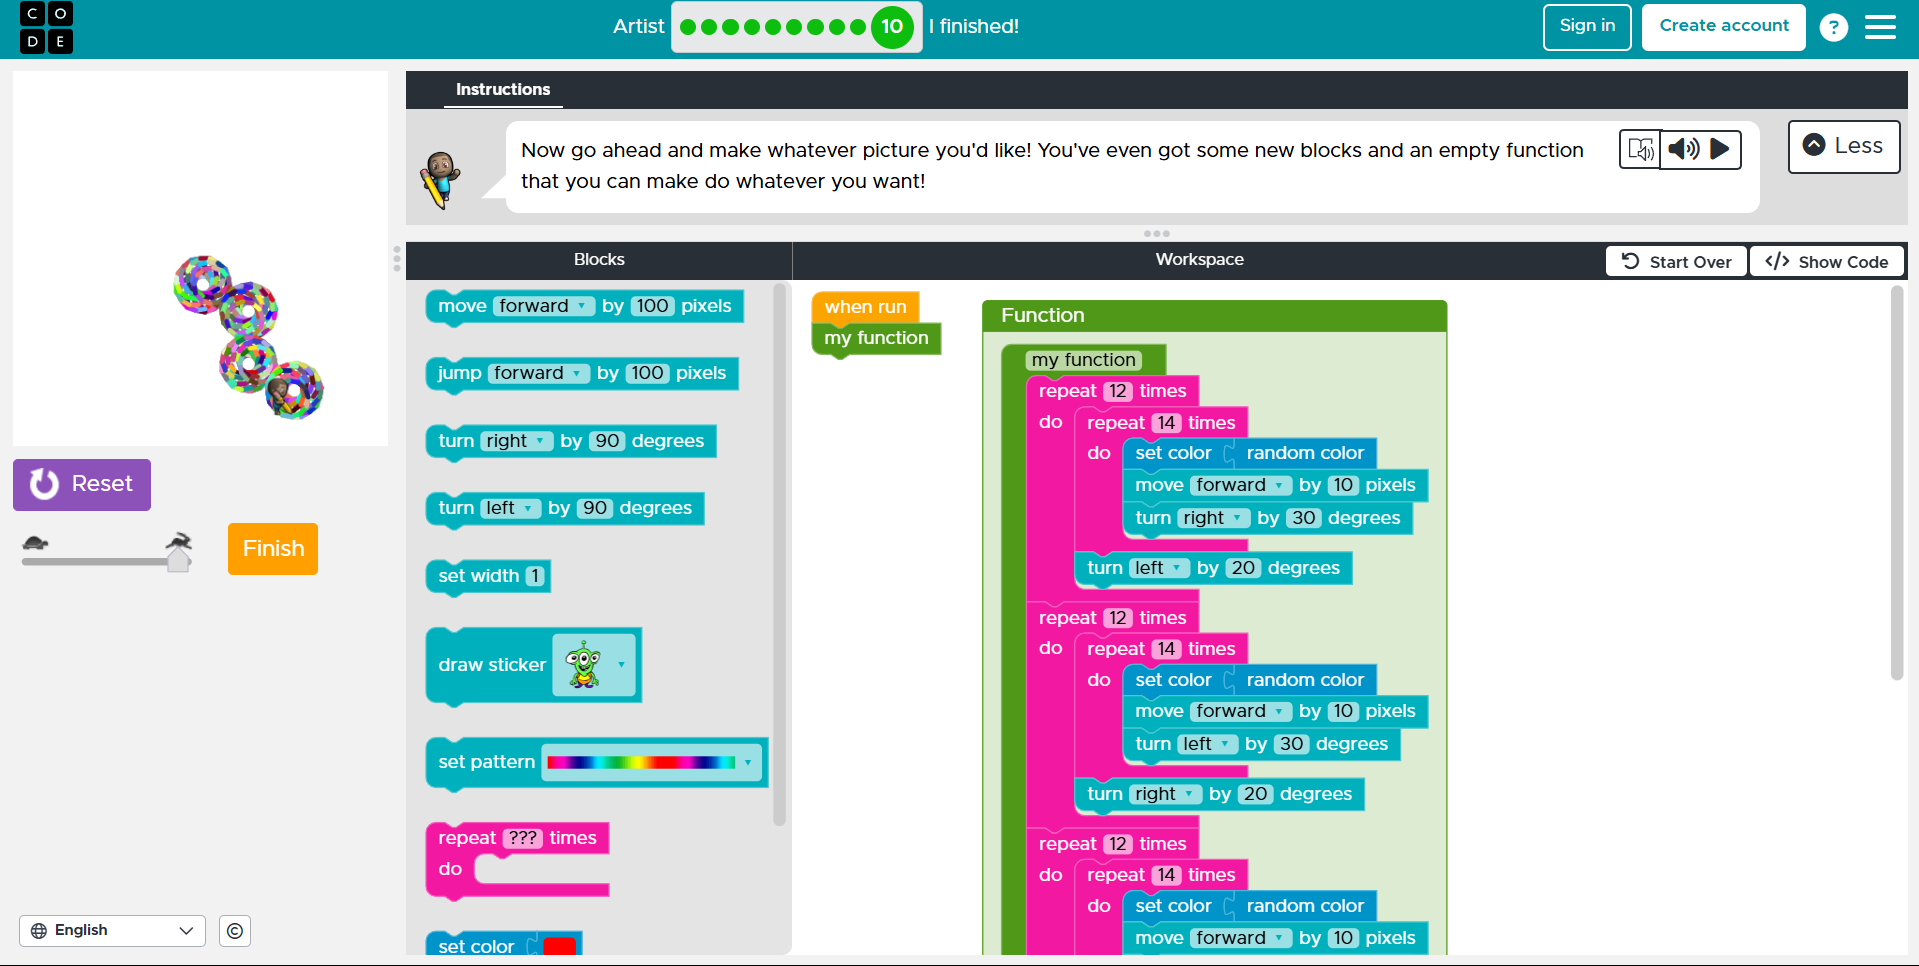 C O
D E
Artist 10 I finished!
Sign in
Create account
?
Instructions
Now go ahead and make whatever picture you'd like! You've even got some new blocks and an empty function
that you can make do whatever you want!
Less
Blocks
Workspace
Start Over
</> Show Code
Reset
Finish
English
©
move forward by 100 pixels
jump forward by 100 pixels
turn right by 90 degrees
turn left by 90 degrees
set width 1
draw sticker
set pattern
repeat ??? times
do
set color
when run
my function
Function
my function
repeat 12 times
do repeat 14 times
do set color random color
move forward by 10 pixels
turn right by 30 degrees
turn left by 20 degrees
repeat 12 times
do repeat 14 times
do set color random color
move forward by 10 pixels
turn left by 30 degrees
turn right by 20 degrees
repeat 12 times
do repeat 14 times
do set color random color
move forward by 10 pixels